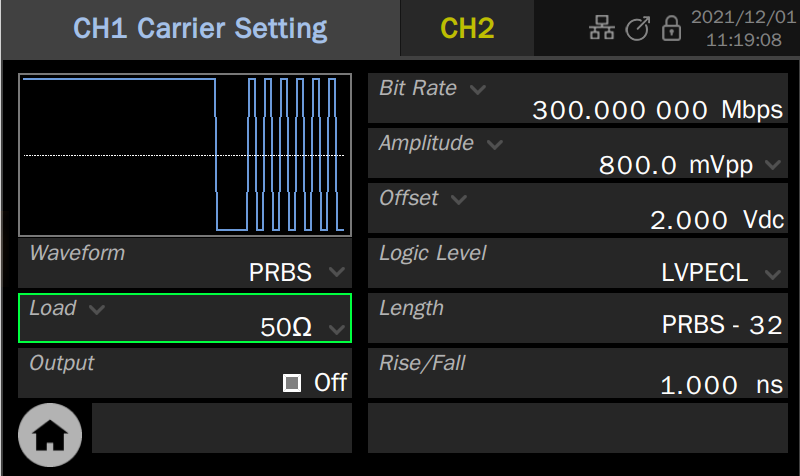 CH1 Carrier Setting
CH2
2021/12/01
11:19:08
Bit Rate
300.000 000 Mbps
Amplitude
800.0 mVpp
Offset
2.000 Vdc
Waveform
PRBS
Logic Level
LVPECL
Load
50Ω
Length
PRBS - 32
Output
Off
Rise/Fall
1.000 ns